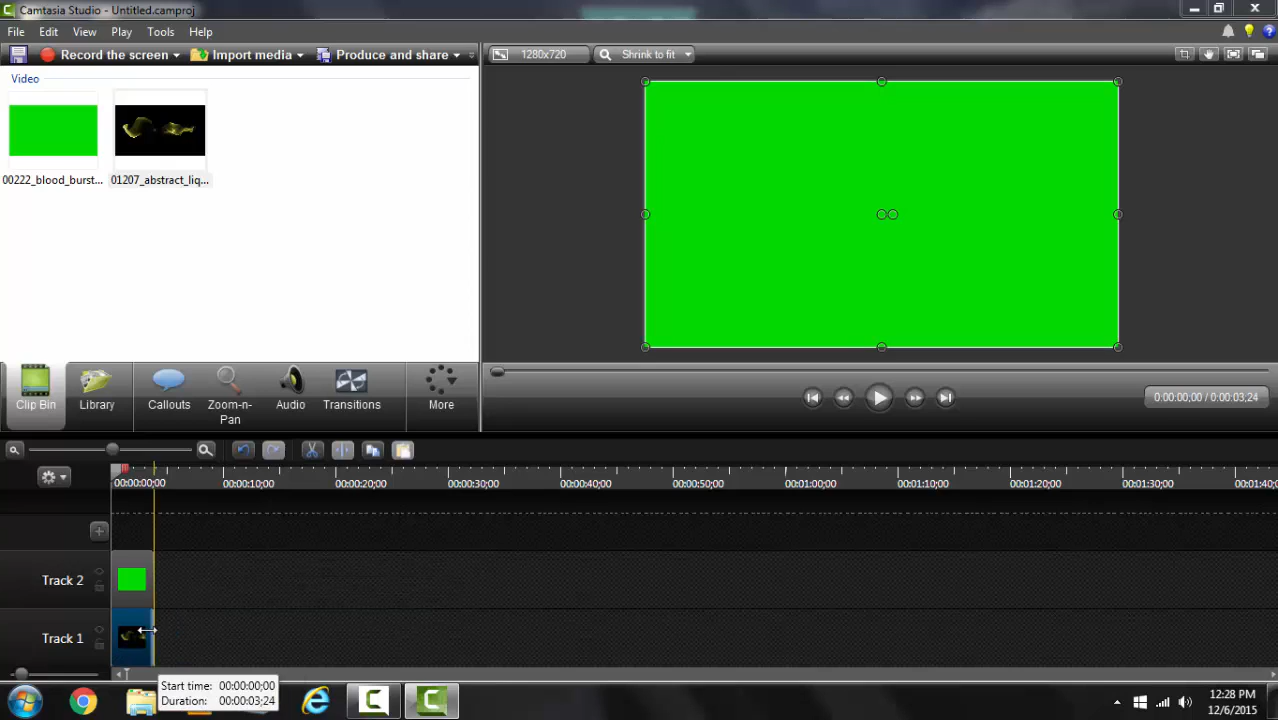 Camtasia Studio - Untitled.camproj
File Edit View Play Tools Help
Record the screen Import media Produce and share 1280x720 Shrink to fit
Video
00222_blood_burst... 01207_abstract_liq...
Clip Bin Library Callouts Zoom-n-Pan Audio Transitions More
0:00:00;00 / 0:00:03;24
00:00:00;00 00:00:10;00 00:00:20;00 00:00:30;00 00:00:40;00 00:00:50;00 00:01:00;00 00:01:10;00 00:01:20;00 00:01:30;00 00:01:40;
Track 2
Track 1
Start time: 00:00:00;00
Duration: 00:00:03;24
12:28 PM
12/6/2015